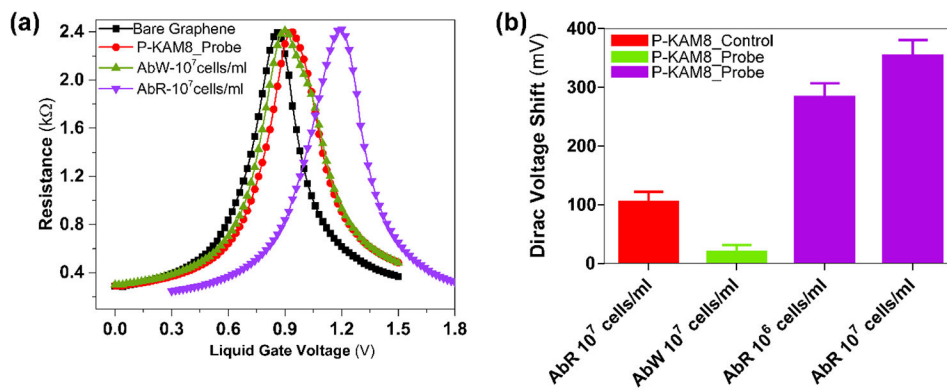 (a)
Bare Graphene
P-KAM8_Probe
AbW-10⁷cells/ml
AbR-10⁷cells/ml
Resistance (kΩ)
2.4
2.0
1.6
1.2
0.8
0.4
0.0 0.3 0.6 0.9 1.2 1.5 1.8
Liquid Gate Voltage (V)
(b)
P-KAM8_Control
P-KAM8_Probe
P-KAM8_Probe
Dirac Voltage Shift (mV)
400
300
200
100
0
AbR 10⁷ cells/ml
AbW 10⁷ cells/ml
AbR 10⁶ cells/ml
AbR 10⁷ cells/ml